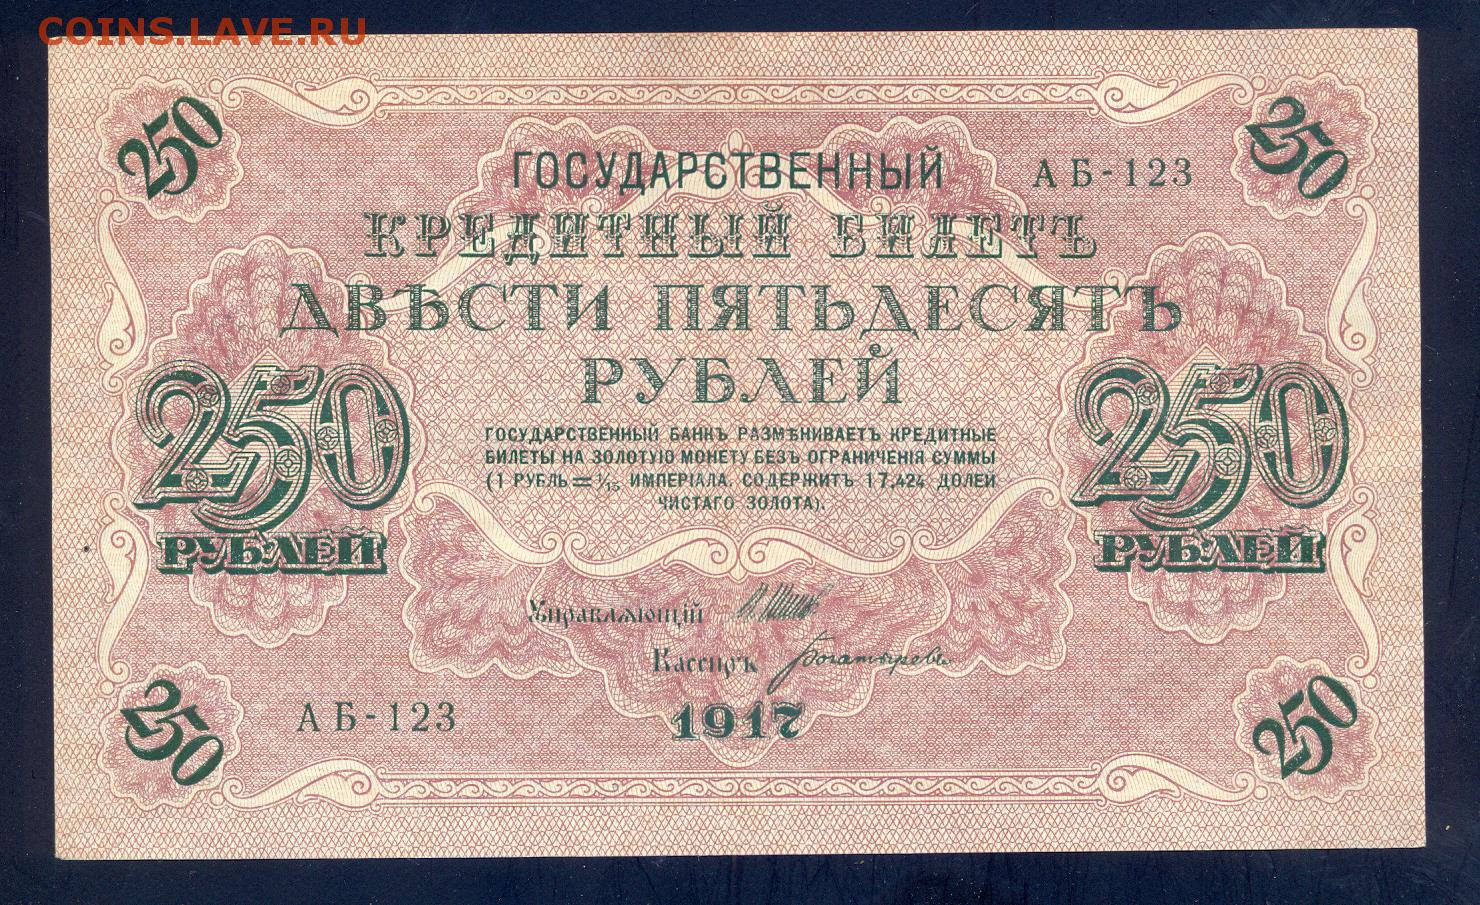 COINS.LAVE.RU
250
250
ГОСУДАРСТВЕННЫЙ
АБ-123
КРЕДИТНЫЙ БИЛЕТЪ
ДВѢСТИ ПЯТЬДЕСЯТЪ
РУБЛЕЙ
250
РУБЛЕЙ
250
РУБЛЕЙ
ГОСУДАРСТВЕННЫЙ БАНКЪ РАЗМѢНИВАЕТЪ КРЕДИТНЫЕ
БИЛЕТЫ НА ЗОЛОТУЮ МОНЕТУ БЕЗЪ ОГРАНИЧЕНІЯ СУММЫ
(1 РУБЛЬ = 1/15 ИМПЕРІАЛА, СОДЕРЖИТЪ 17,424 ДОЛЕЙ
ЧИСТАГО ЗОЛОТА).
Управляющій
Кассиръ Богатыревъ
1917
АБ-123
250
250